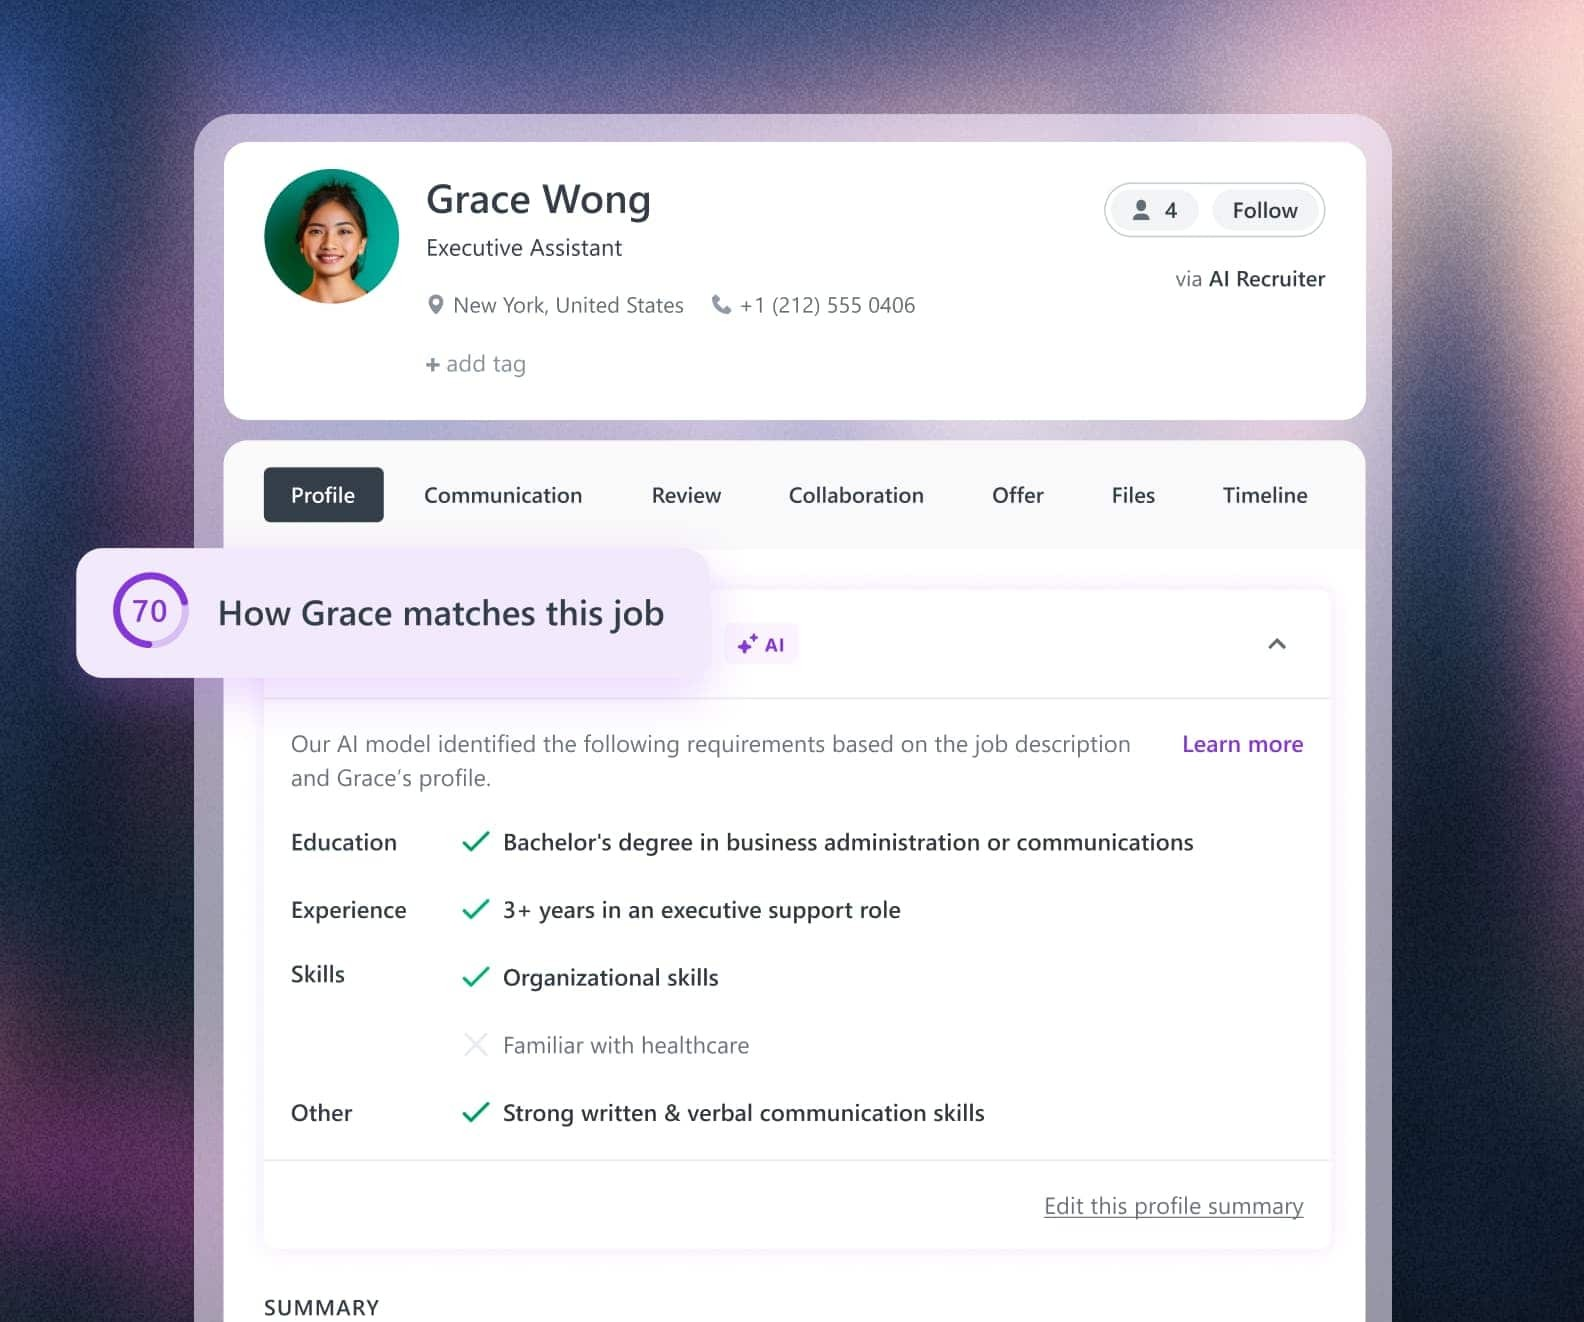 Grace Wong
Executive Assistant
New York, United States +1 (212) 555 0406
+ add tag
4 Follow
via AI Recruiter
Profile Communication Review Collaboration Offer Files Timeline
70 How Grace matches this job
AI
Our AI model identified the following requirements based on the job description
and Grace's profile.
Learn more
Education Bachelor's degree in business administration or communications
Experience 3+ years in an executive support role
Skills Organizational skills
Familiar with healthcare
Other Strong written & verbal communication skills
Edit this profile summary
SUMMARY